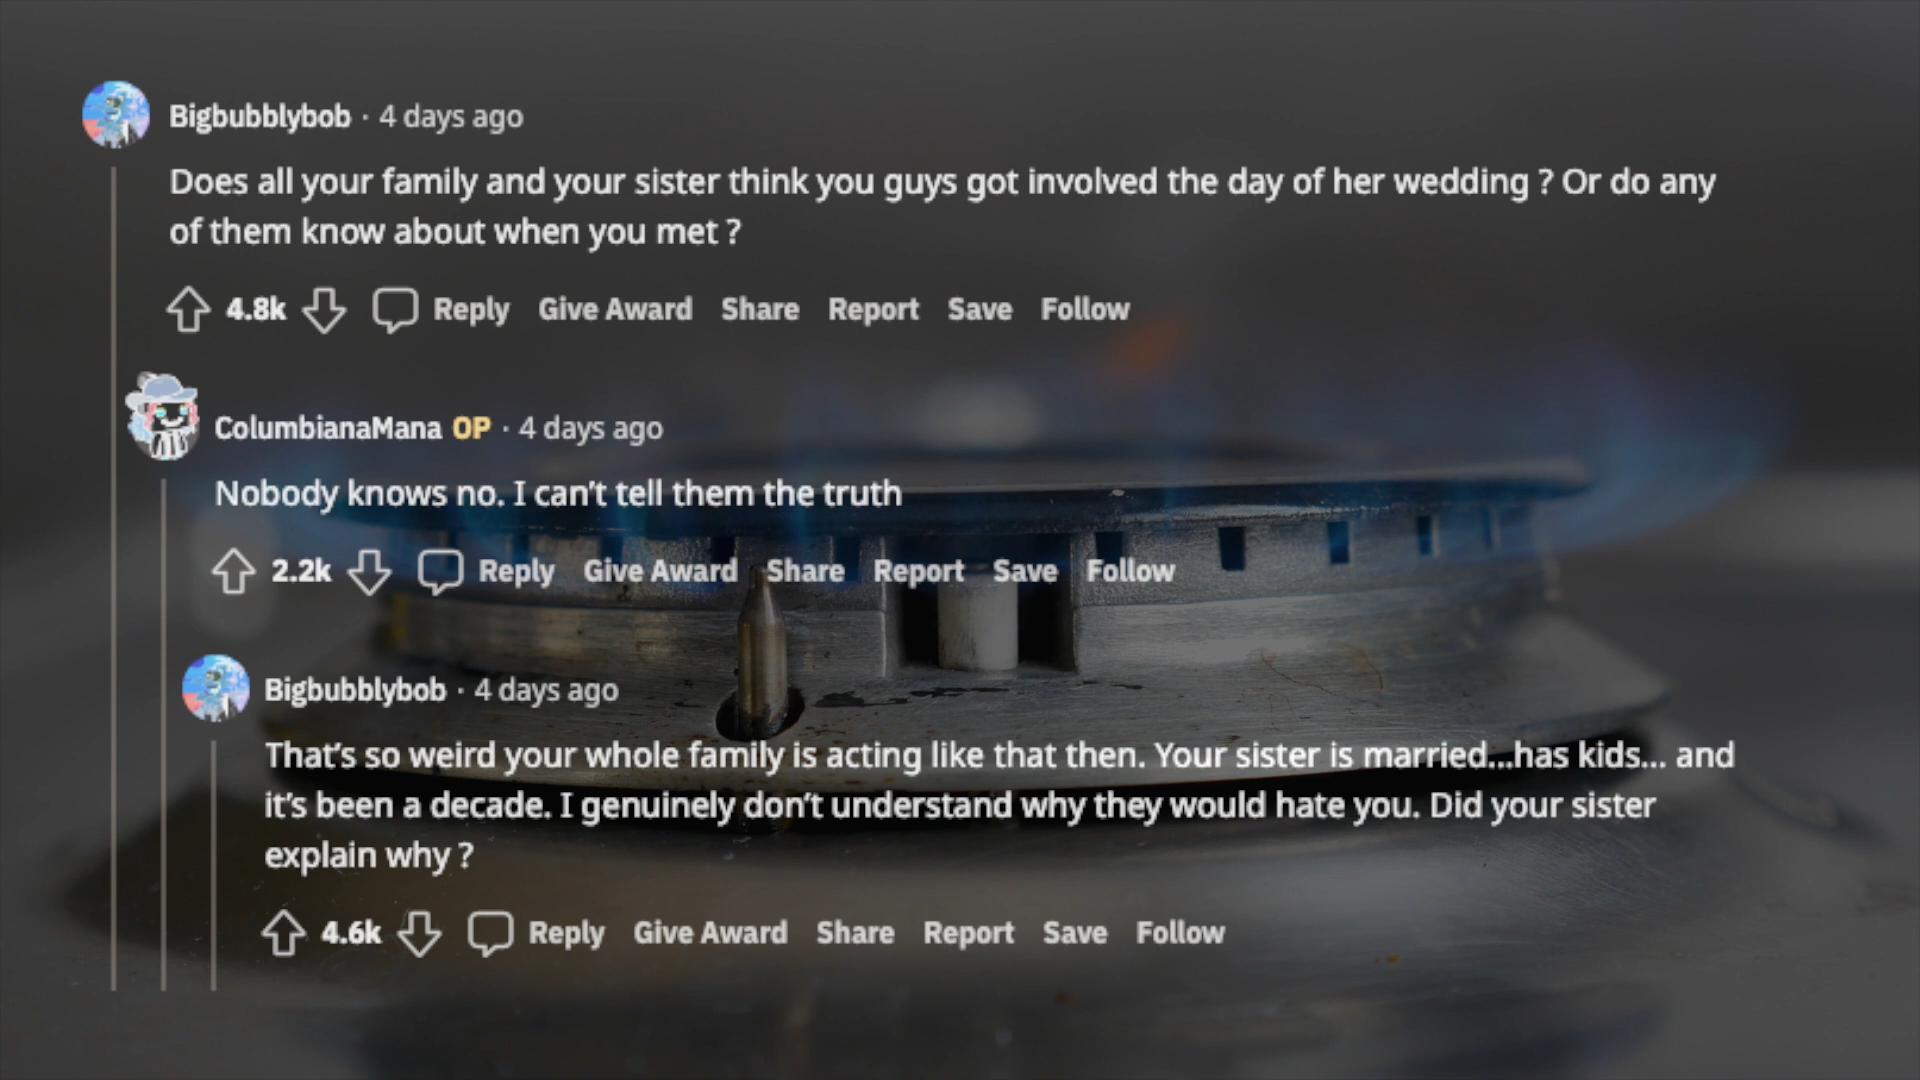 Bigbubblybob · 4 days ago
Does all your family and your sister think you guys got involved the day of her wedding ? Or do any
of them know about when you met ?
4.8k Reply Give Award Share Report Save Follow
ColumbianaMana OP · 4 days ago
Nobody knows no. I can't tell them the truth
2.2k Reply Give Award Share Report Save Follow
Bigbubblybob · 4 days ago
That's so weird your whole family is acting like that then. Your sister is married...has kids... and
it's been a decade. I genuinely don't understand why they would hate you. Did your sister
explain why ?
4.6k Reply Give Award Share Report Save Follow